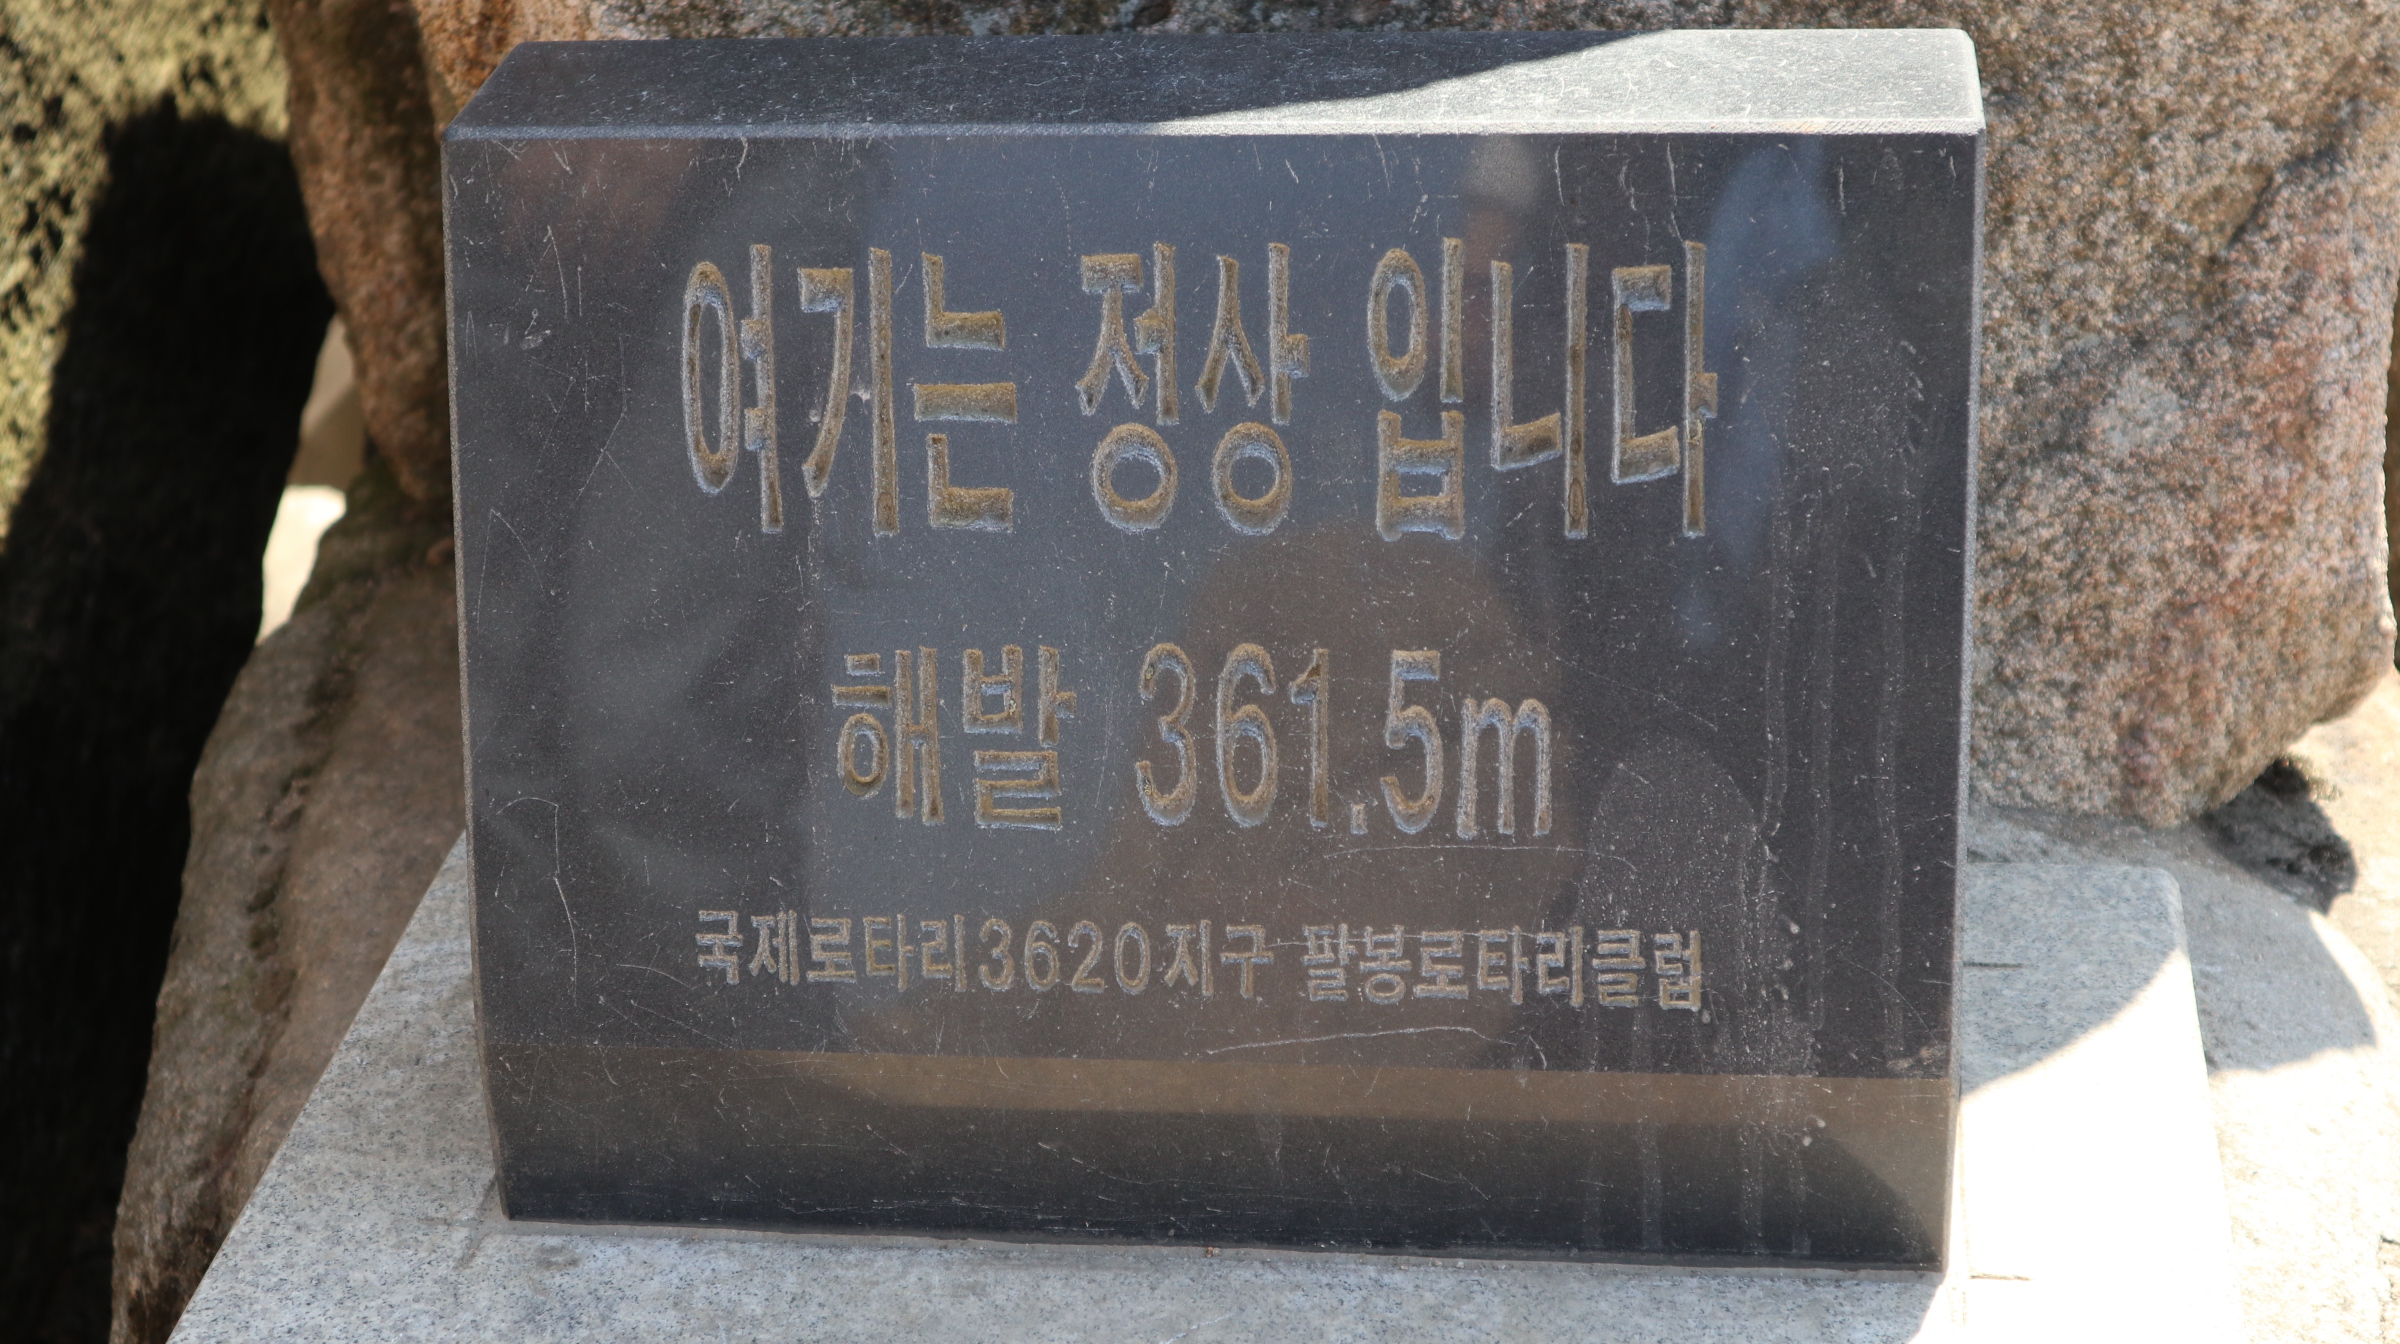 여기는 정상 입니다
해발 361.5m
국제로타리3620지구 팔봉로타리클럽